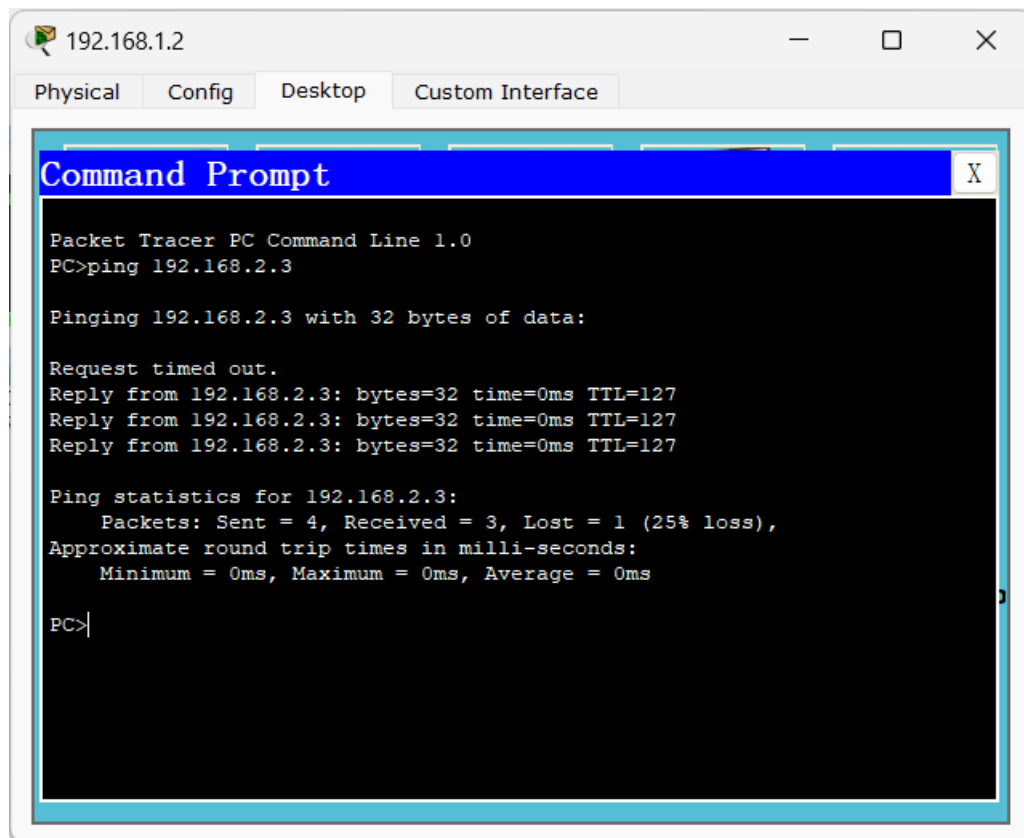 192.168.1.2
Physical Config Desktop Custom Interface
Command Prompt X
Packet Tracer PC Command Line 1.0
PC>ping 192.168.2.3
Pinging 192.168.2.3 with 32 bytes of data:
Request timed out.
Reply from 192.168.2.3: bytes=32 time=0ms TTL=127
Reply from 192.168.2.3: bytes=32 time=0ms TTL=127
Reply from 192.168.2.3: bytes=32 time=0ms TTL=127
Ping statistics for 192.168.2.3:
Packets: Sent = 4, Received = 3, Lost = 1 (25% loss),
Approximate round trip times in milli-seconds:
Minimum = 0ms, Maximum = 0ms, Average = 0ms
PC>